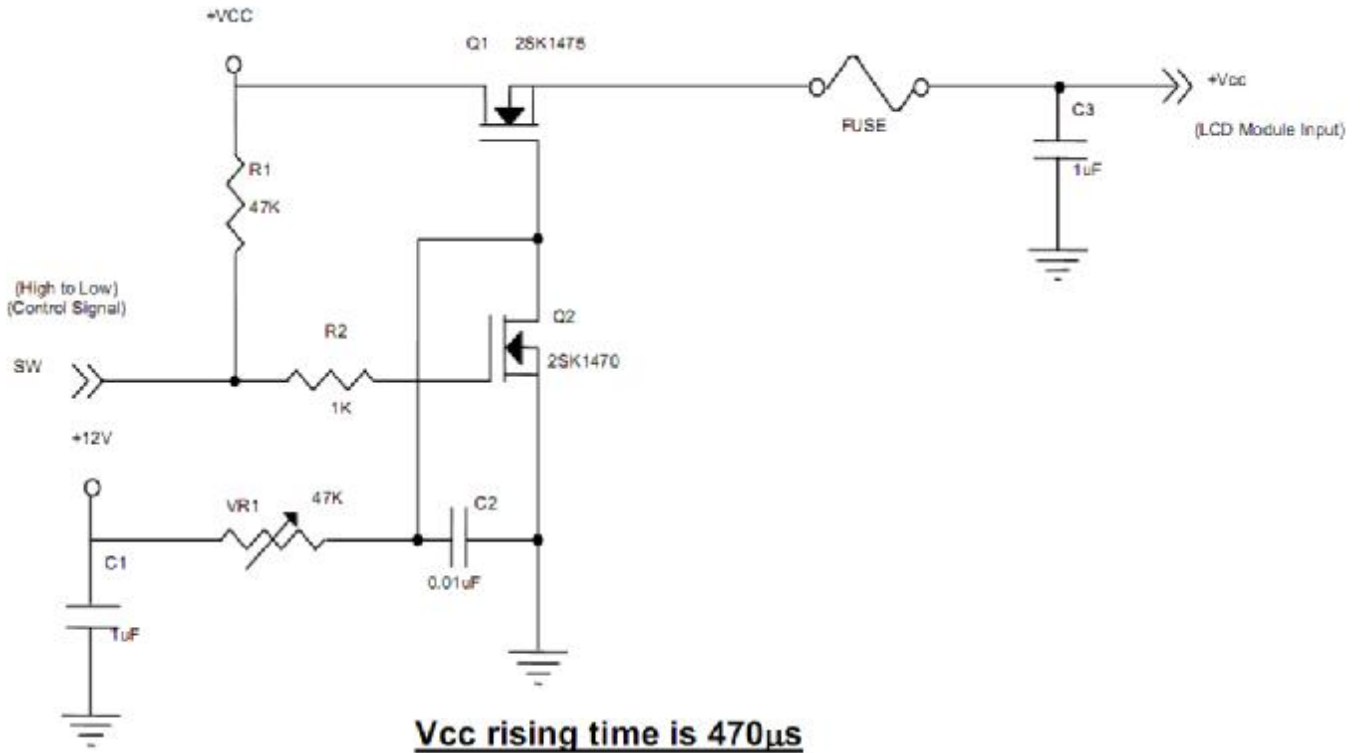 +VCC
Q1 2SK1475
+Vcc
FUSE
C3
(LCD Module Input)
R1
1uF
47K
(High to Low)
(Control Signal)
Q2
R2
SW
2SK1470
1K
+12V
47K
VR1
C2
C1
0.01uF
1uF
Vcc rising time is 470μs